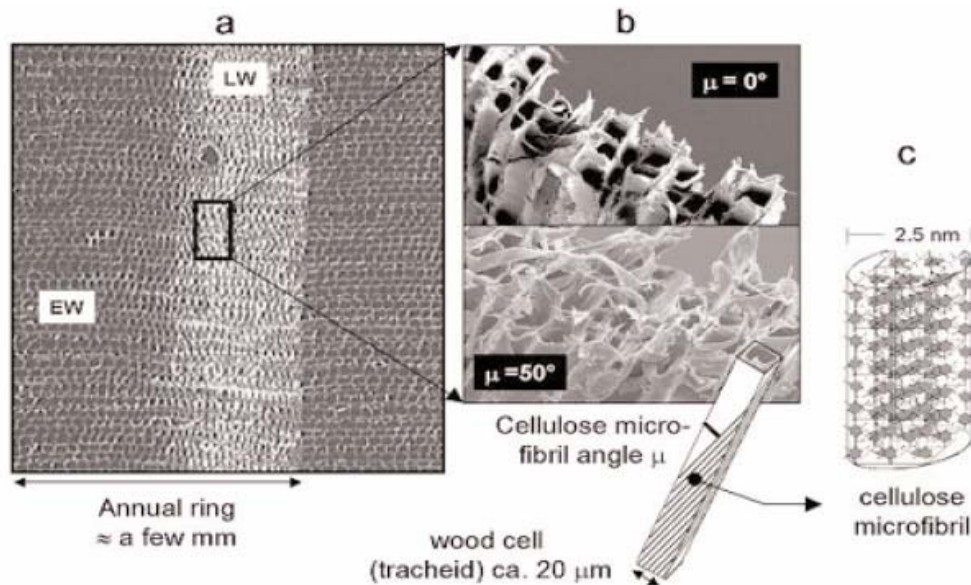 a
b
LW
μ = 0°
c
2.5 nm
EW
μ =50°
Cellulose micro-
fibril angle μ
Annual ring
≈ a few mm
cellulose
microfibril
wood cell
(tracheid) ca. 20 μm